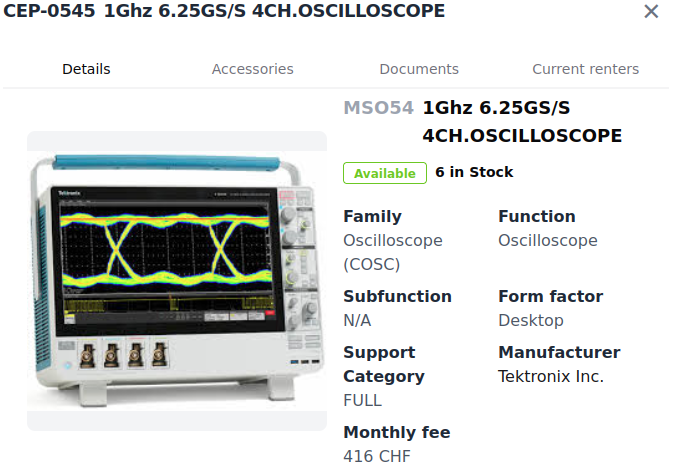 CEP-0545 1Ghz 6.25GS/S 4CH.OSCILLOSCOPE
Details
Accessories
Documents
Current renters
MSO54 1Ghz 6.25GS/S
4CH.OSCILLOSCOPE
Available 6 in Stock
Family
Oscilloscope
(COSC)
Function
Oscilloscope
Subfunction
N/A
Form factor
Desktop
Support
Category
FULL
Manufacturer
Tektronix Inc.
Monthly fee
416 CHF
Tektronix